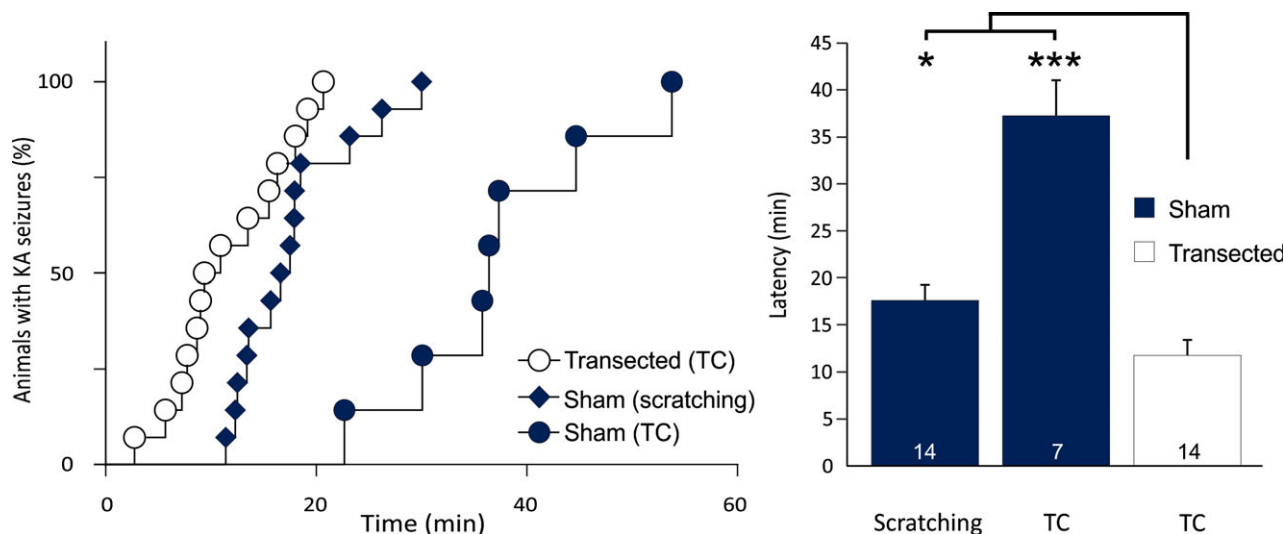 Animals with KA seizures (%)
100
50
0
0
20
40
60
Time (min)
Transected (TC)
Sham (scratching)
Sham (TC)
Latency (min)
45
40
35
30
25
20
15
10
5
0
*
***
Sham
Transected
14
7
14
Scratching
TC
TC